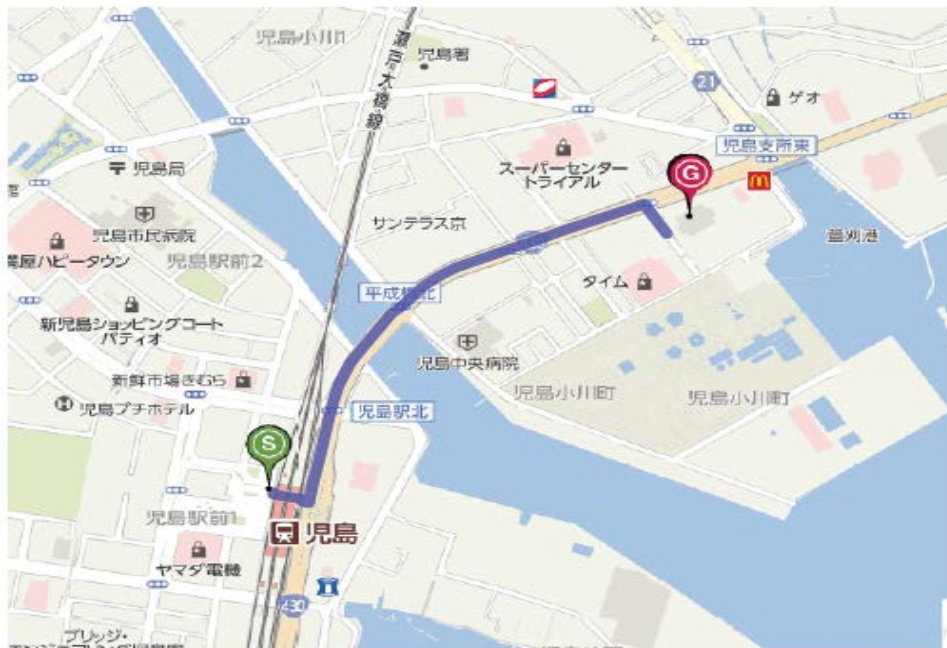 児島小川1
瀬戸大橋線
児島署
21
ゲオ
児島支所東
児島局
スーパーセンター
トライアル
G
サンテラス京
児島市民病院
屋ハピータウン
児島駅前2
平成橋北
タイム
新児島ショッピングコート
パティオ
児島中央病院
新鮮市場きむら
児島プチホテル
児島駅北
児島小川町
児島小川町
S
児島駅前1
児島
ヤマダ電機
430
ブリッジ・